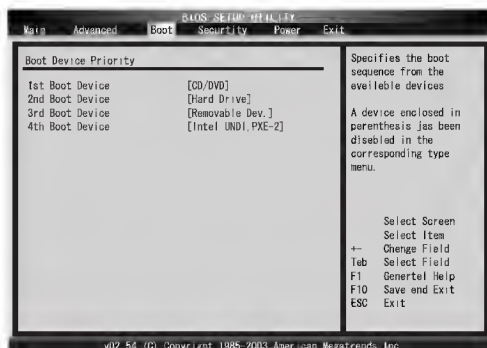 BIOS SETUP UTILITY
Main Advanced Boot Securtity Power Exit
Boot Device Priority
1st Boot Device [CD/DVD]
2nd Boot Device [Hard Drive]
3rd Boot Device [Removable Dev.]
4th Boot Device [Intel UNDI,PXE-2]
Specifies the boot
sequence from the
eveileble devices
A device enclosed in
parenthesis jas been
disebled in the
corresponding type
menu.
Select Screen
Select Item
+- Chenge Field
Teb Select Field
F1 Genertel Help
F10 Save end Exit
ESC Exit
v02.54 (C) Copyright 1985-2003 American Megatrends Inc